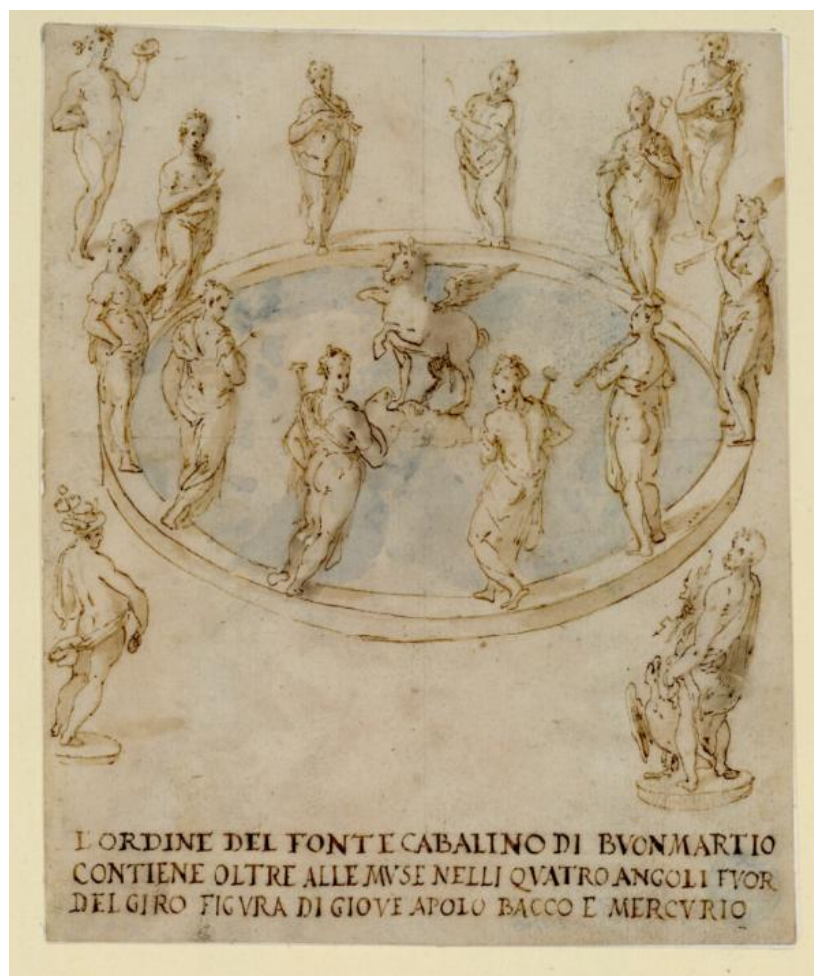 L'ORDINE DEL FONTE CABALINO DI BVONMARTIO
CONTIENE OLTRE ALLE MVSE NELLI QVATRO ANGOLI FVOR
DEL GIRO FIGVRA DI GIOVE APOLO BACCO E MERCVRIO